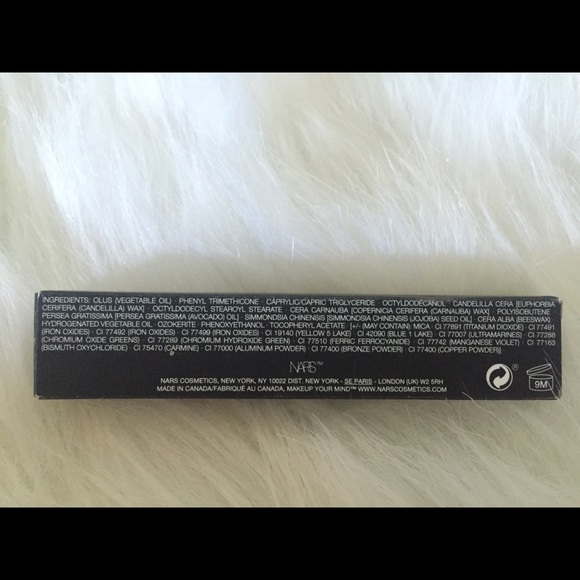 INGREDIENTS: OLUS (VEGETABLE OIL) · PHENYL TRIMETHICONE · CAPRYLIC/CAPRIC TRIGLYCERIDE · OCTYLDODECANOL · CANDELILLA CERA [EUPHORBIA
CERIFERA (CANDELILLA) WAX] · OCTYLDODECYL STEAROYL STEARATE · CERA CARNAUBA [COPERNICIA CERIFERA (CARNAUBA) WAX] · POLYISOBUTENE ·
PERSEA GRATISSIMA [PERSEA GRATISSIMA (AVOCADO) OIL] · SIMMONDSIA CHINENSIS [SIMMONDSIA CHINENSIS (JOJOBA) SEED OIL] · CERA ALBA (BEESWAX)
HYDROGENATED VEGETABLE OIL · OZOKERITE · PHENOXYETHANOL · TOCOPHERYL ACETATE · [+/- (MAY CONTAIN): MICA · CI 77891 (TITANIUM DIOXIDE) · CI 77491
(IRON OXIDES) · CI 77492 (IRON OXIDES) · CI 77499 (IRON OXIDES) · CI 19140 (YELLOW 5 LAKE) · CI 42090 (BLUE 1 LAKE) · CI 77007 (ULTRAMARINES) · CI 77288
(CHROMIUM OXIDE GREENS) · CI 77289 (CHROMIUM HYDROXIDE GREEN) · CI 77510 (FERRIC FERROCYANIDE) · CI 77742 (MANGANESE VIOLET) · CI 77163
(BISMUTH OXYCHLORIDE) · CI 75470 (CARMINE) · CI 77000 (ALUMINUM POWDER) · CI 77400 (BRONZE POWDER) · CI 77400 (COPPER POWDER)]
NARS™
NARS COSMETICS, NEW YORK, NY 10022 DIST. NEW YORK - SE PARIS - LONDON (UK) W2 5RH
MADE IN CANADA/FABRIQUÉ AU CANADA, MAKEUP YOUR MIND™ WWW.NARSCOSMETICS.COM
9M